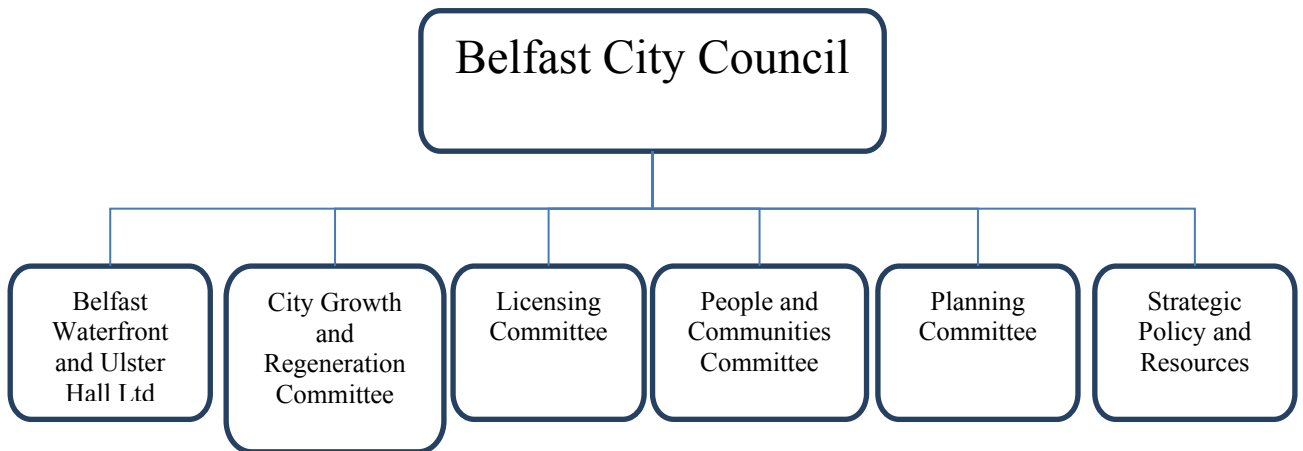 Belfast City Council
Belfast
Waterfront
and Ulster
Hall Ltd
City Growth
and
Regeneration
Committee
Licensing
Committee
People and
Communities
Committee
Planning
Committee
Strategic
Policy and
Resources